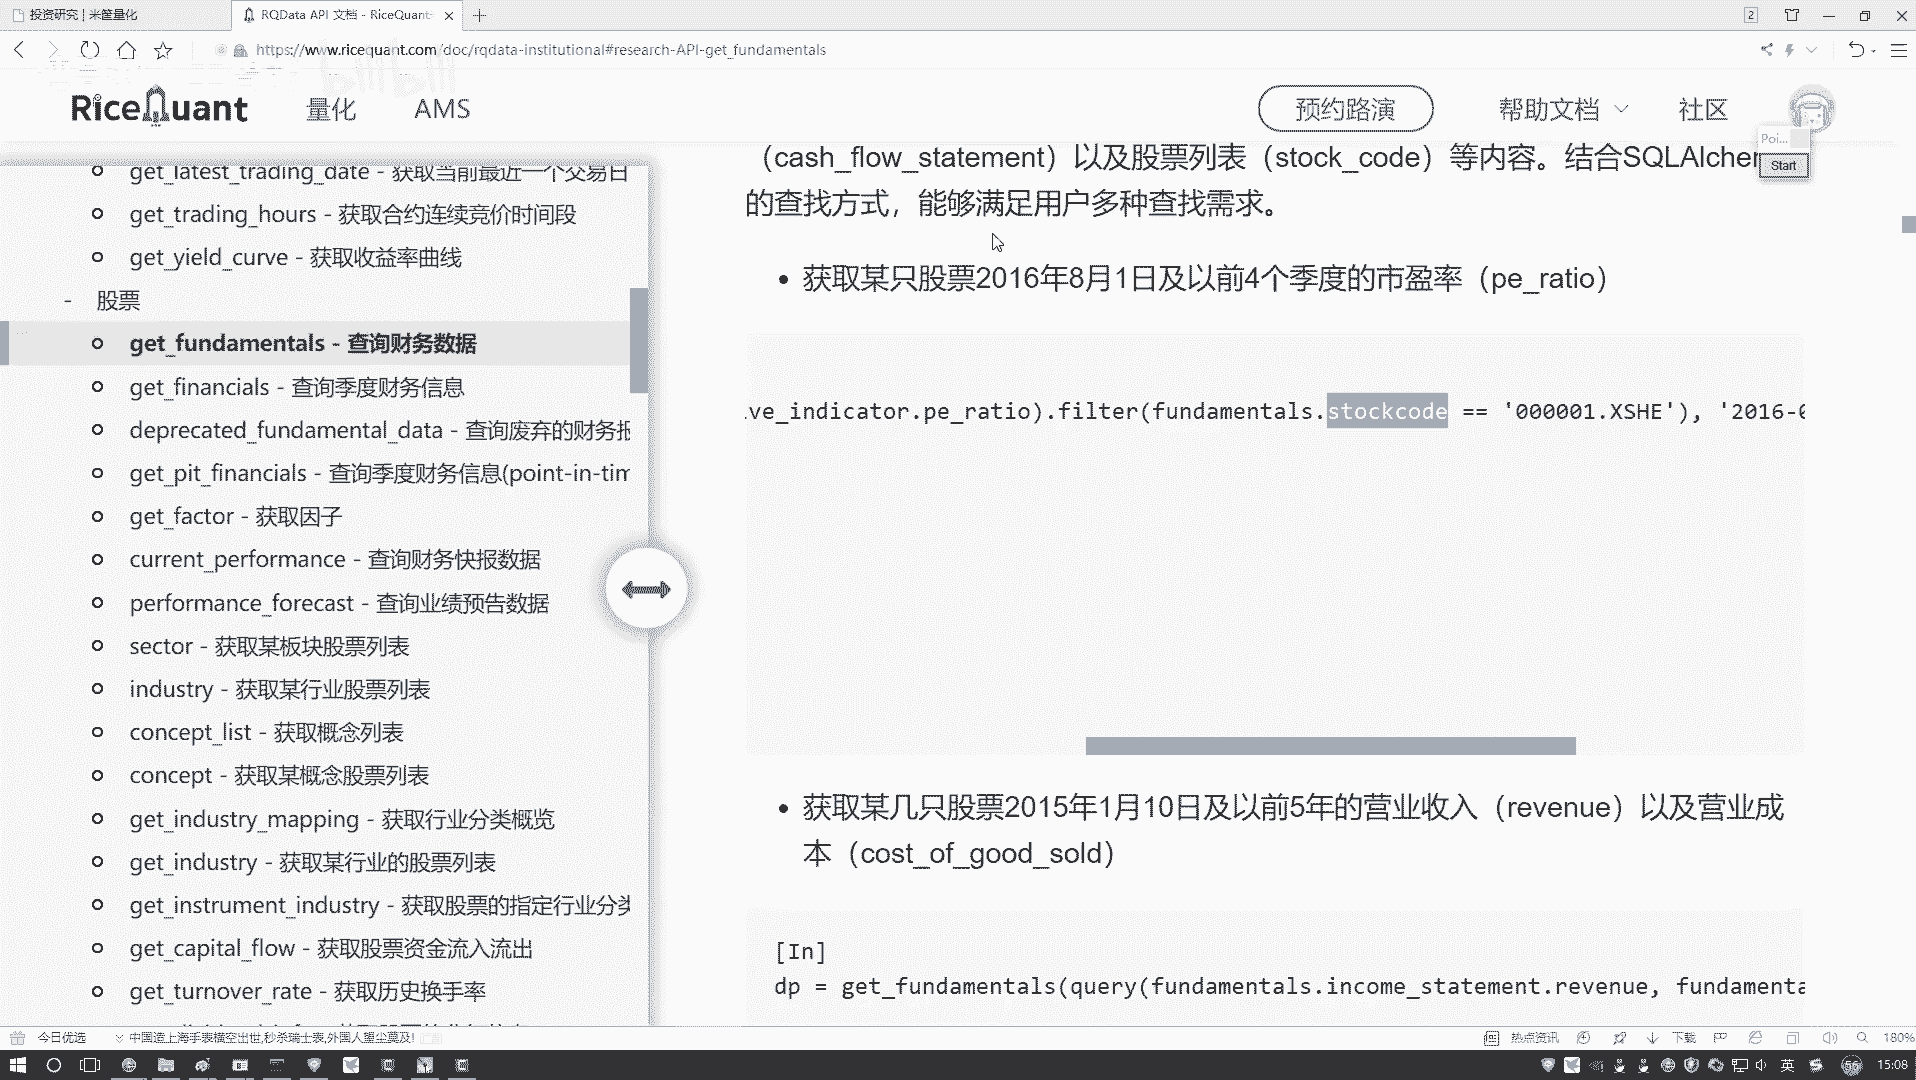 投资研究 | 米筐量化
RQData API 文档 - RiceQuant
2
https://www.ricequant.com/doc/rqdata-institutional#research-API-get_fundamentals
bilibili
RiceQuant
量化
AMS
预约路演
帮助文档
社区
Poi...
Start
get_latest_trading_date - 获取当前最近一个交易日
get_trading_hours - 获取合约连续竞价时间段
get_yield_curve - 获取收益率曲线
- 股票
get_fundamentals - 查询财务数据
get_financials - 查询季度财务信息
deprecated_fundamental_data - 查询废弃的财务报
get_pit_financials - 查询季度财务信息(point-in-tim
get_factor - 获取因子
current_performance - 查询财务快报数据
performance_forecast - 查询业绩预告数据
sector - 获取某板块股票列表
industry - 获取某行业股票列表
concept_list - 获取概念列表
concept - 获取某概念股票列表
get_industry_mapping - 获取行业分类概览
get_industry - 获取某行业的股票列表
get_instrument_industry - 获取股票的指定行业分类
get_capital_flow - 获取股票资金流入流出
get_turnover_rate - 获取历史换手率
（cash_flow_statement）以及股票列表（stock_code）等内容。结合SQLAlche
的查找方式，能够满足用户多种查找需求。
• 获取某只股票2016年8月1日及以前4个季度的市盈率（pe_ratio）
ve_indicator.pe_ratio).filter(fundamentals.stockcode == '000001.XSHE'), '2016-0
• 获取某几只股票2015年1月10日及以前5年的营业收入（revenue）以及营业成
本（cost_of_good_sold）
[In]
dp = get_fundamentals(query(fundamentals.income_statement.revenue, fundamenta
今日优选
中国造上海手表横空出世,秒杀瑞士表,外国人望尘莫及!
热点资讯
下载
180%
英
56
15:08